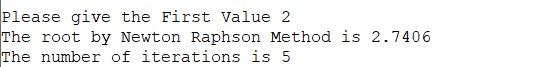 Please give the First Value 2
The root by Newton Raphson Method is 2.7406
The number of iterations is 5